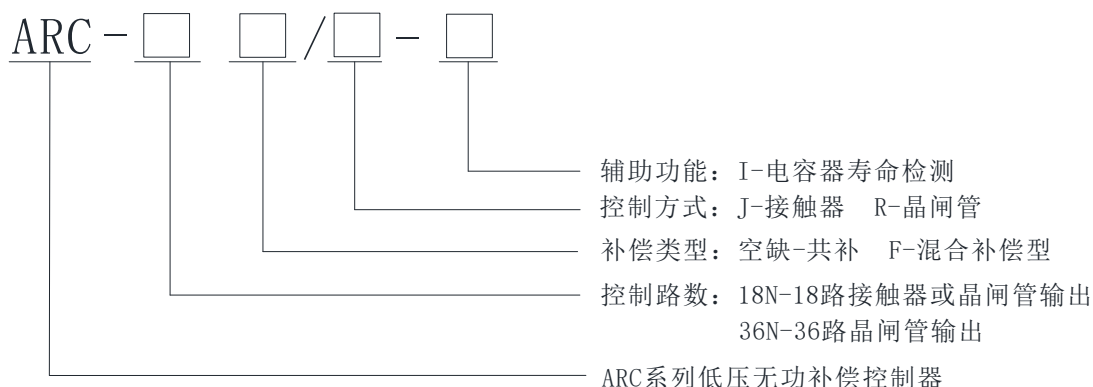 ARC-□ □/□-□
辅助功能：I-电容器寿命检测
控制方式：J-接触器 R-晶闸管
补偿类型：空缺-共补 F-混合补偿型
控制路数：18N-18路接触器或晶闸管输出
36N-36路晶闸管输出
ARC系列低压无功补偿控制器